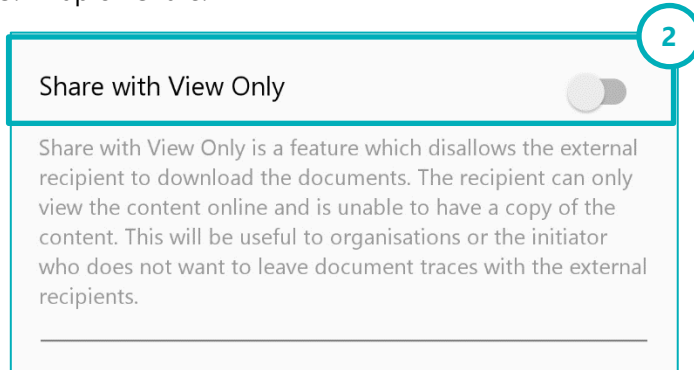 2
Share with View Only
Share with View Only is a feature which disallows the external
recipient to download the documents. The recipient can only
view the content online and is unable to have a copy of the
content. This will be useful to organisations or the initiator
who does not want to leave document traces with the external
recipients.